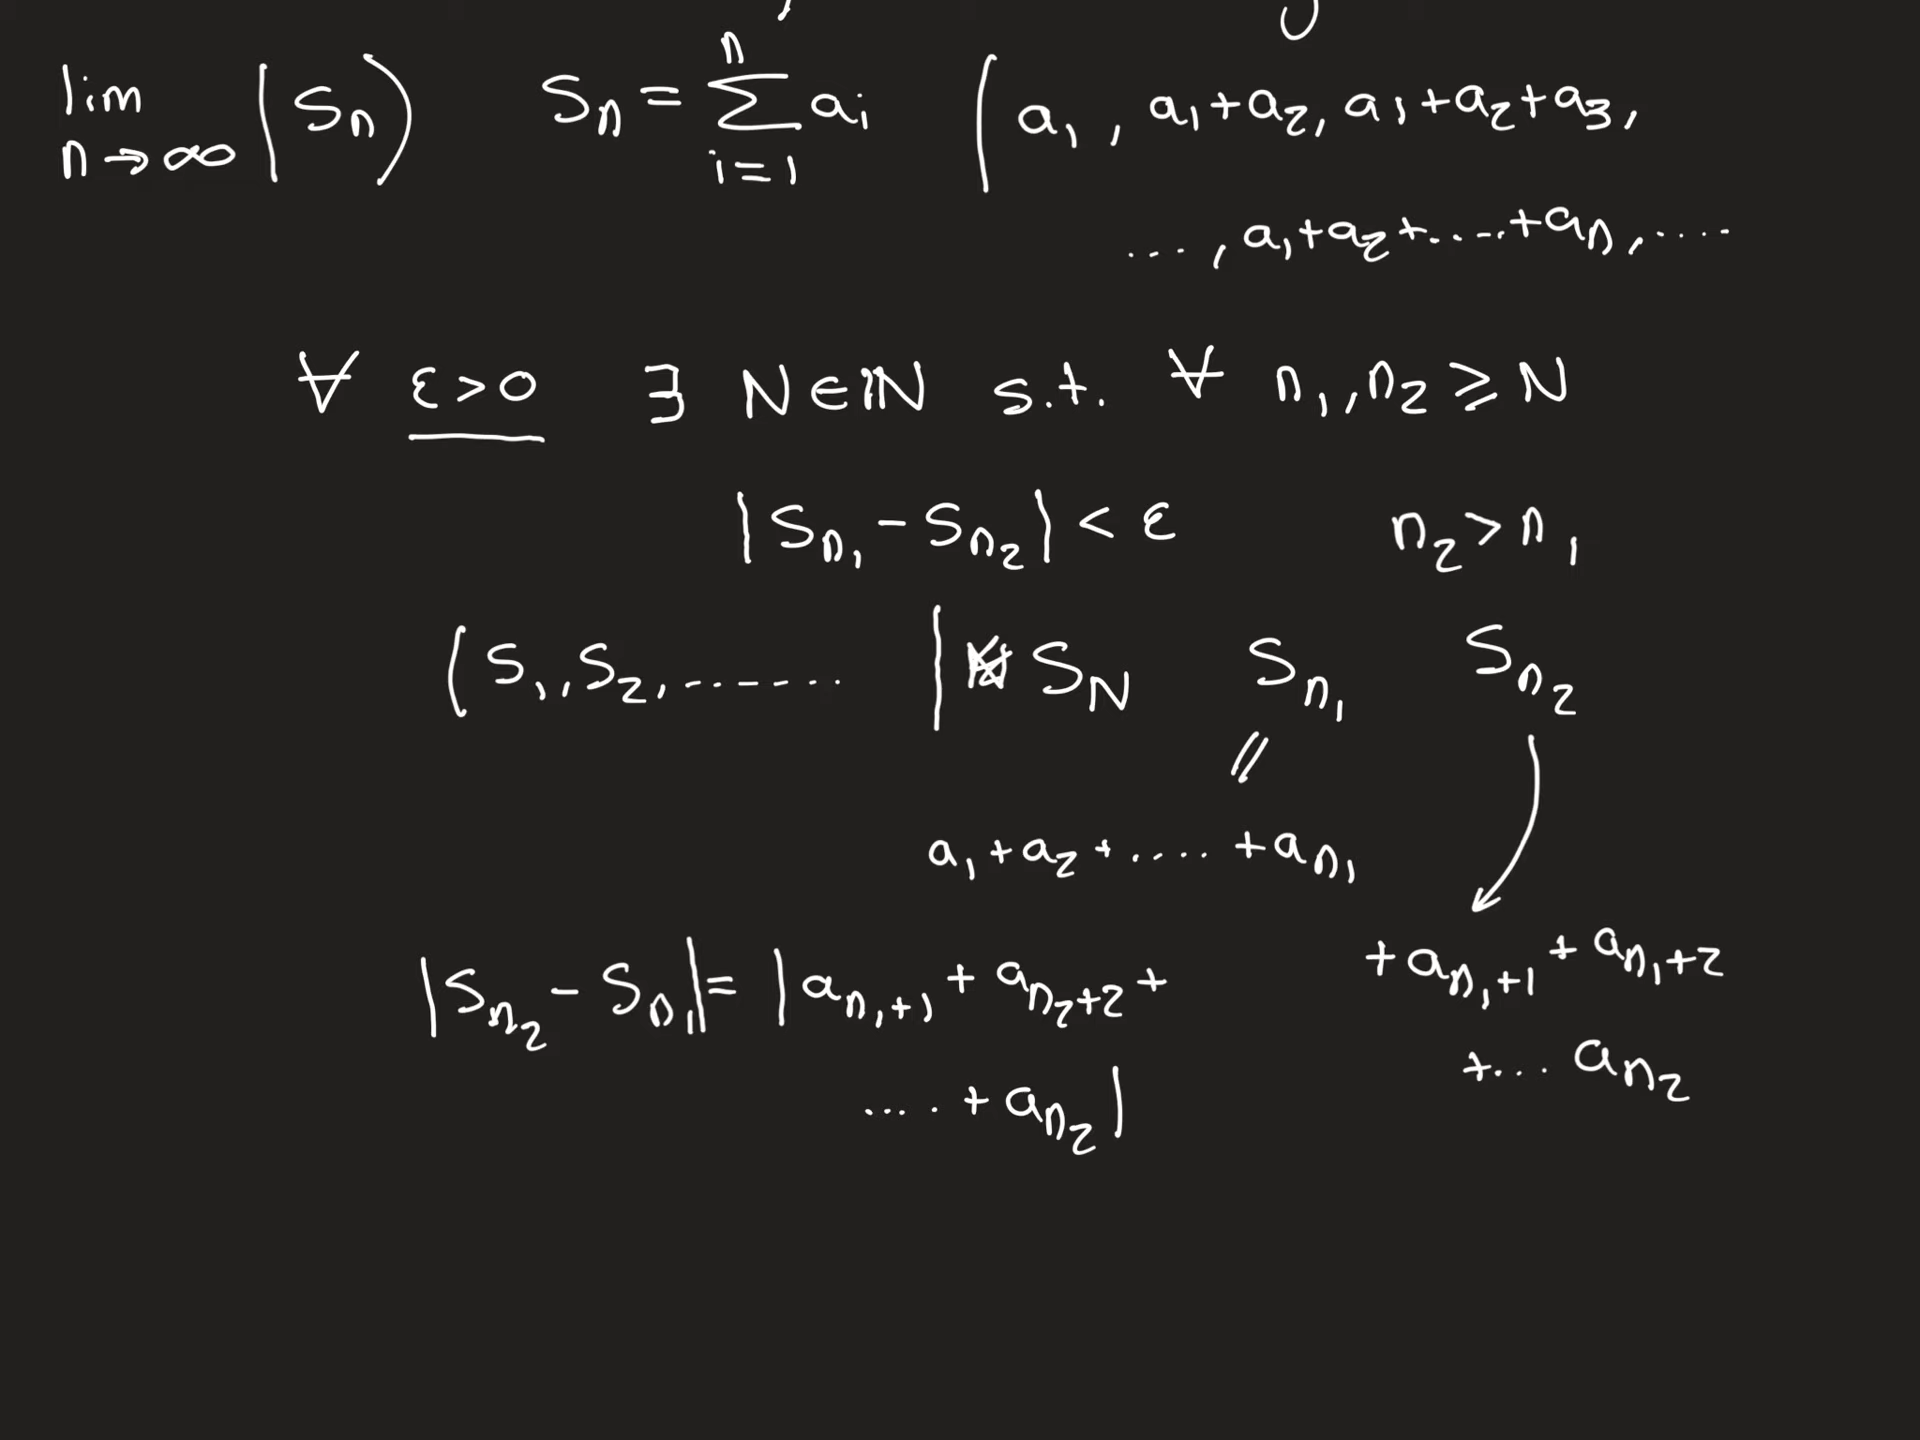 lim n→∞ (Sn) Sn = ∑ i=1 n ai (a1, a1+a2, a1+a2+a3,
..., a1+a2+.....+an, ....
∀ ε>0 ∃ N∈ℕ s.t. ∀ n1,n2 ⩾ N
|Sn1 - Sn2| < ε n2 > n1
(S1, S2, ....... | SN Sn1 Sn2
//
a1+a2+.... +an1
+an1+1 + an1+2
|Sn2 - Sn1| = |an1+1 + an2+2 +
+... an2
.... + an2|